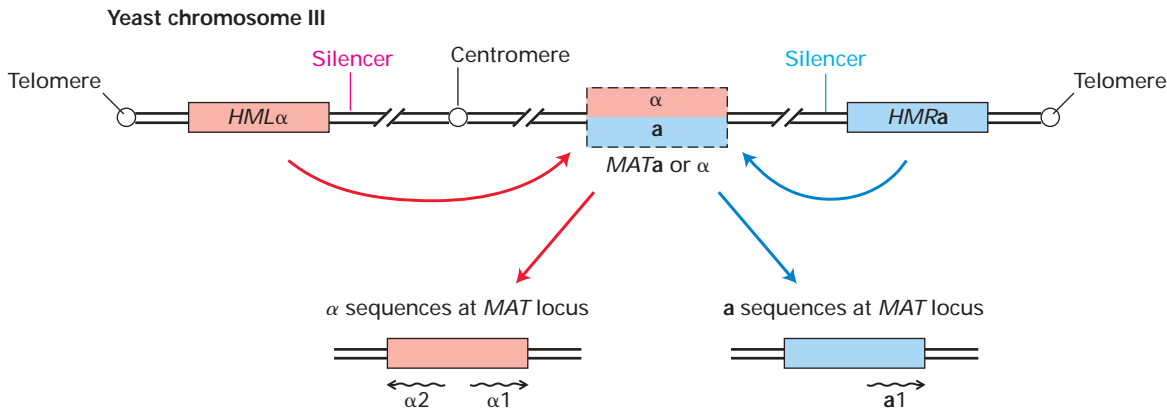 Yeast chromosome III
Telomere
Silencer
Centromere
Silencer
Telomere
HMLα
α
a
HMRa
MATa or α
α sequences at MAT locus
a sequences at MAT locus
α2
α1
a1